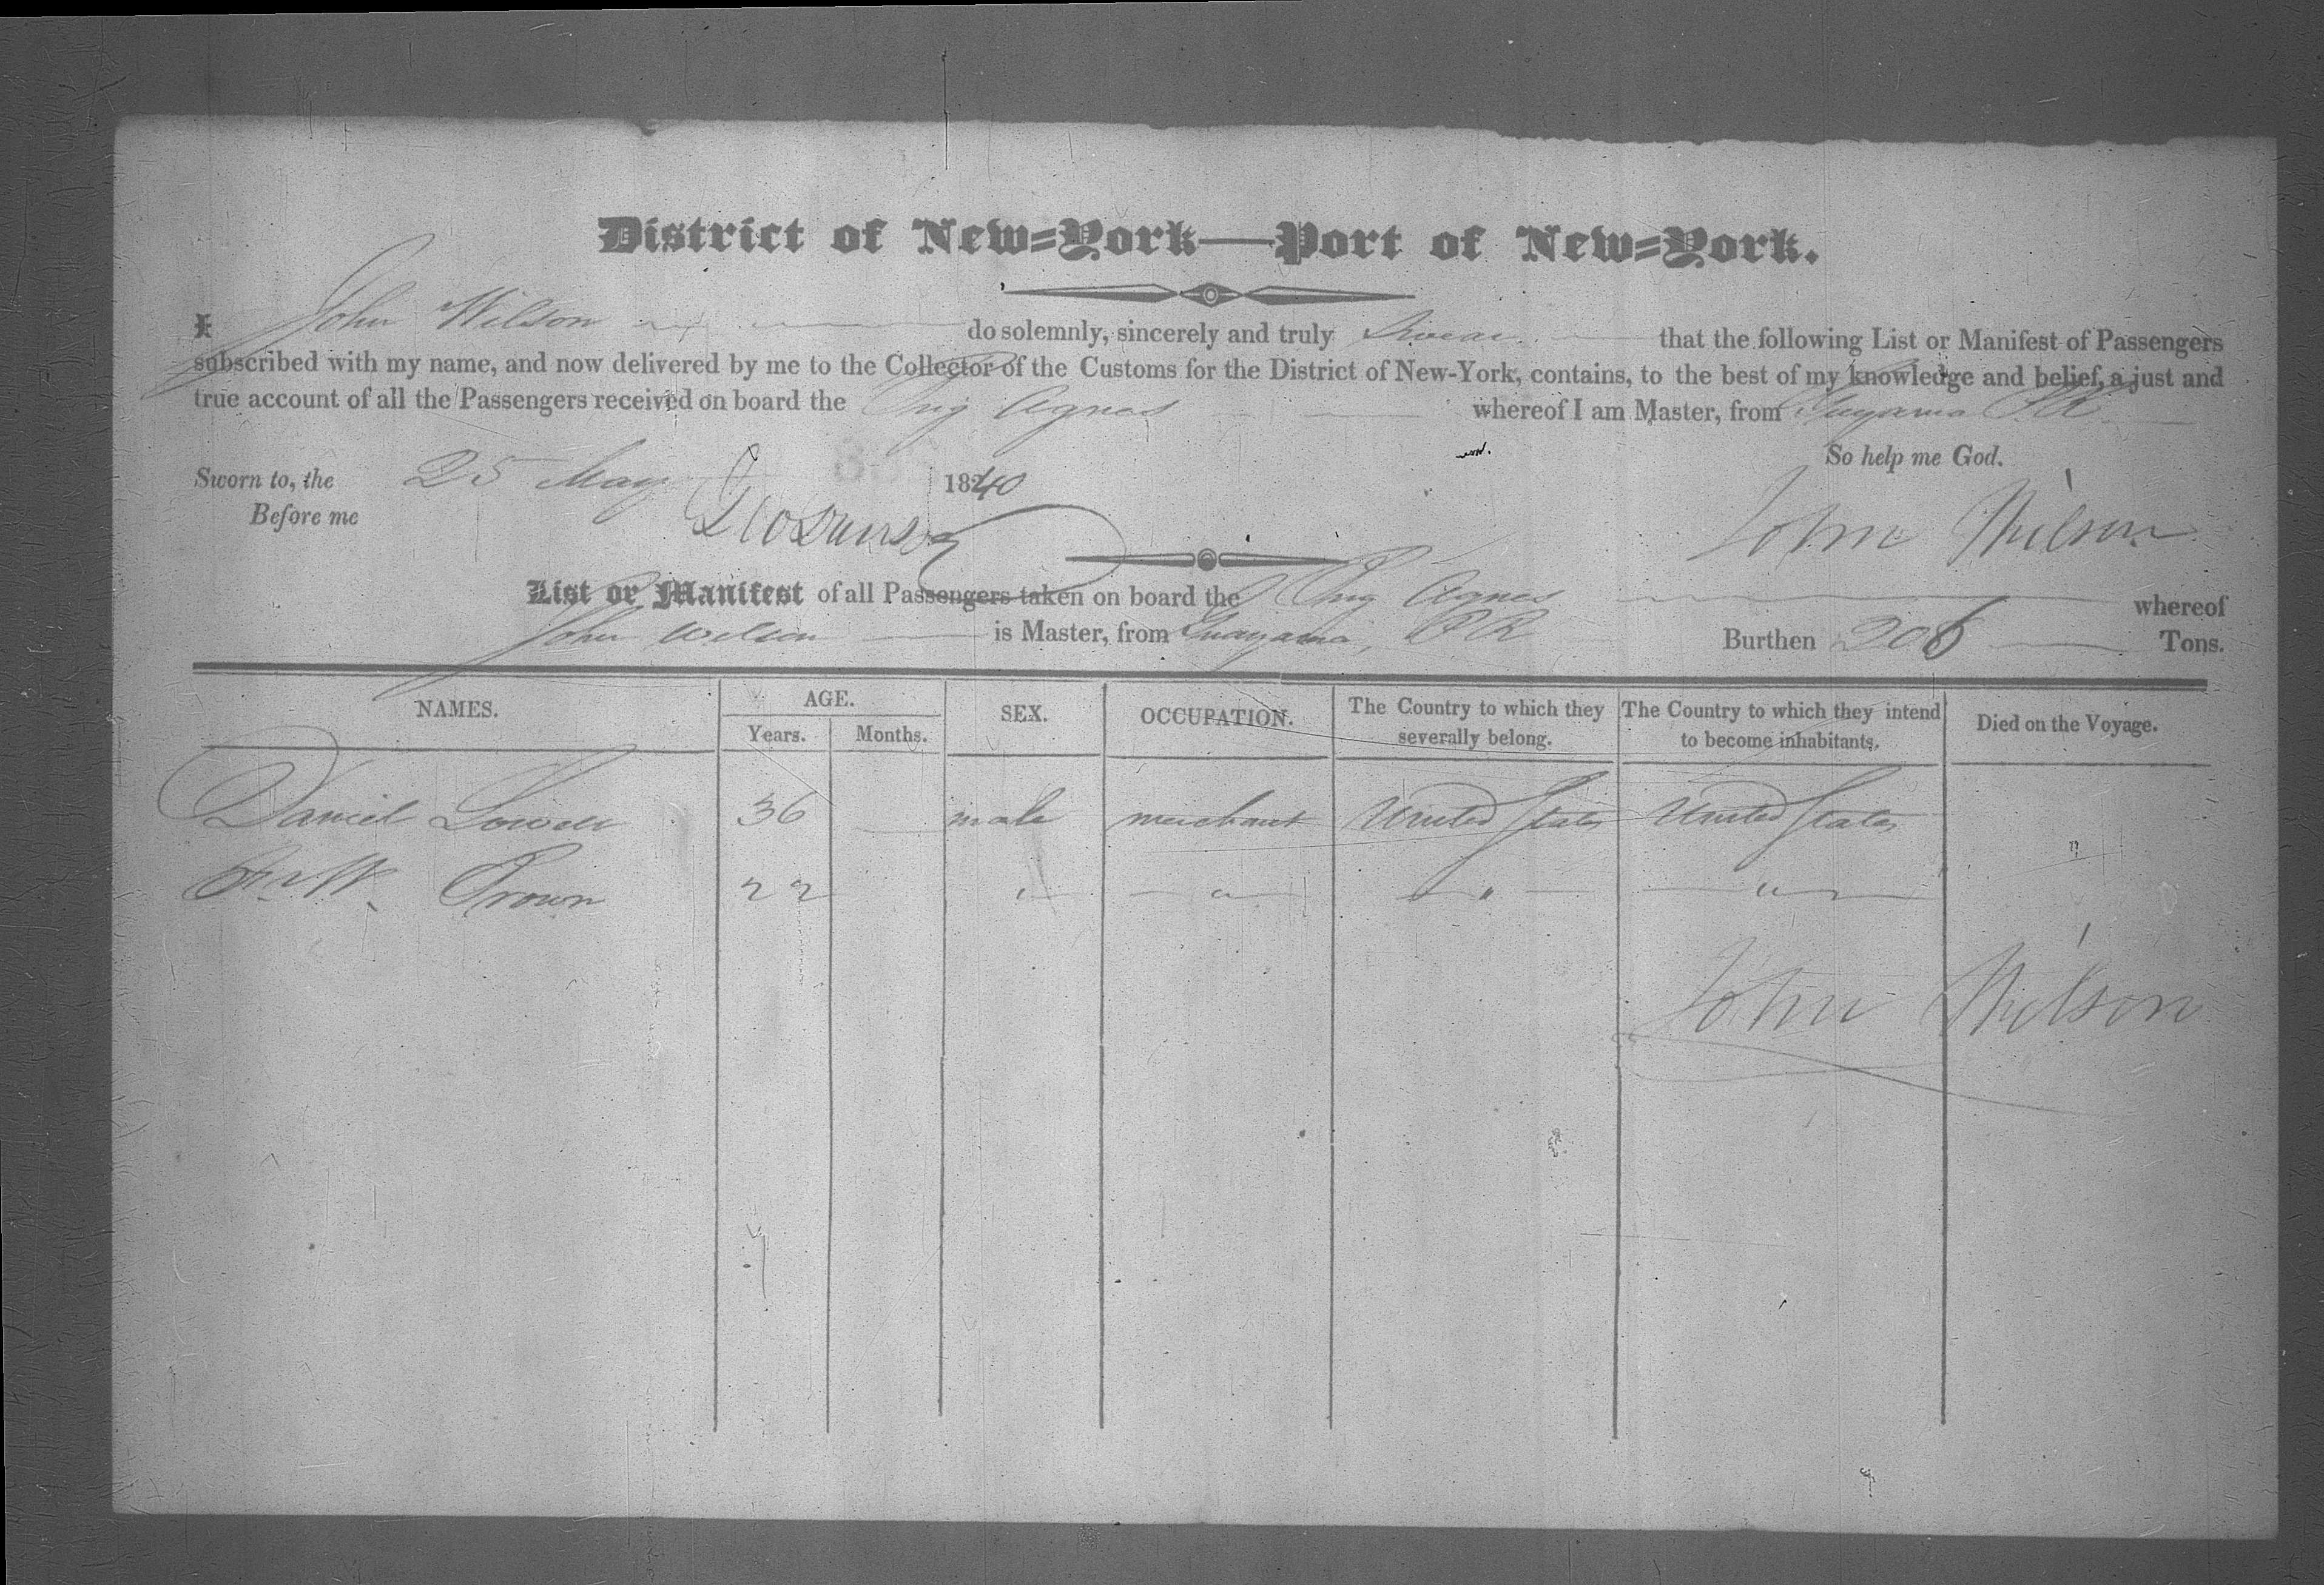 District of New-York—Port of New-York.
I John Wilson do solemnly, sincerely and truly Swear that the following List or Manifest of Passengers
subscribed with my name, and now delivered by me to the Collector of the Customs for the District of New-York, contains, to the best of my knowledge and belief, a just and
true account of all the Passengers received on board the Brig Agnes whereof I am Master, from Guayama PR
So help me God.
Sworn to, the 25 May 1840
Before me
John Wilson
List or Manifest of all Passengers taken on board the Brig Agnes whereof
John Wilson is Master, from Guayama, PR Burthen 206 Tons.
NAMES. AGE. SEX. OCCUPATION. The Country to which they severally belong. The Country to which they intend to become inhabitants. Died on the Voyage.
Years. Months.
Daniel Lowell 36 male merchant United States United States
W. Brown 22 " " " "
John Wilson